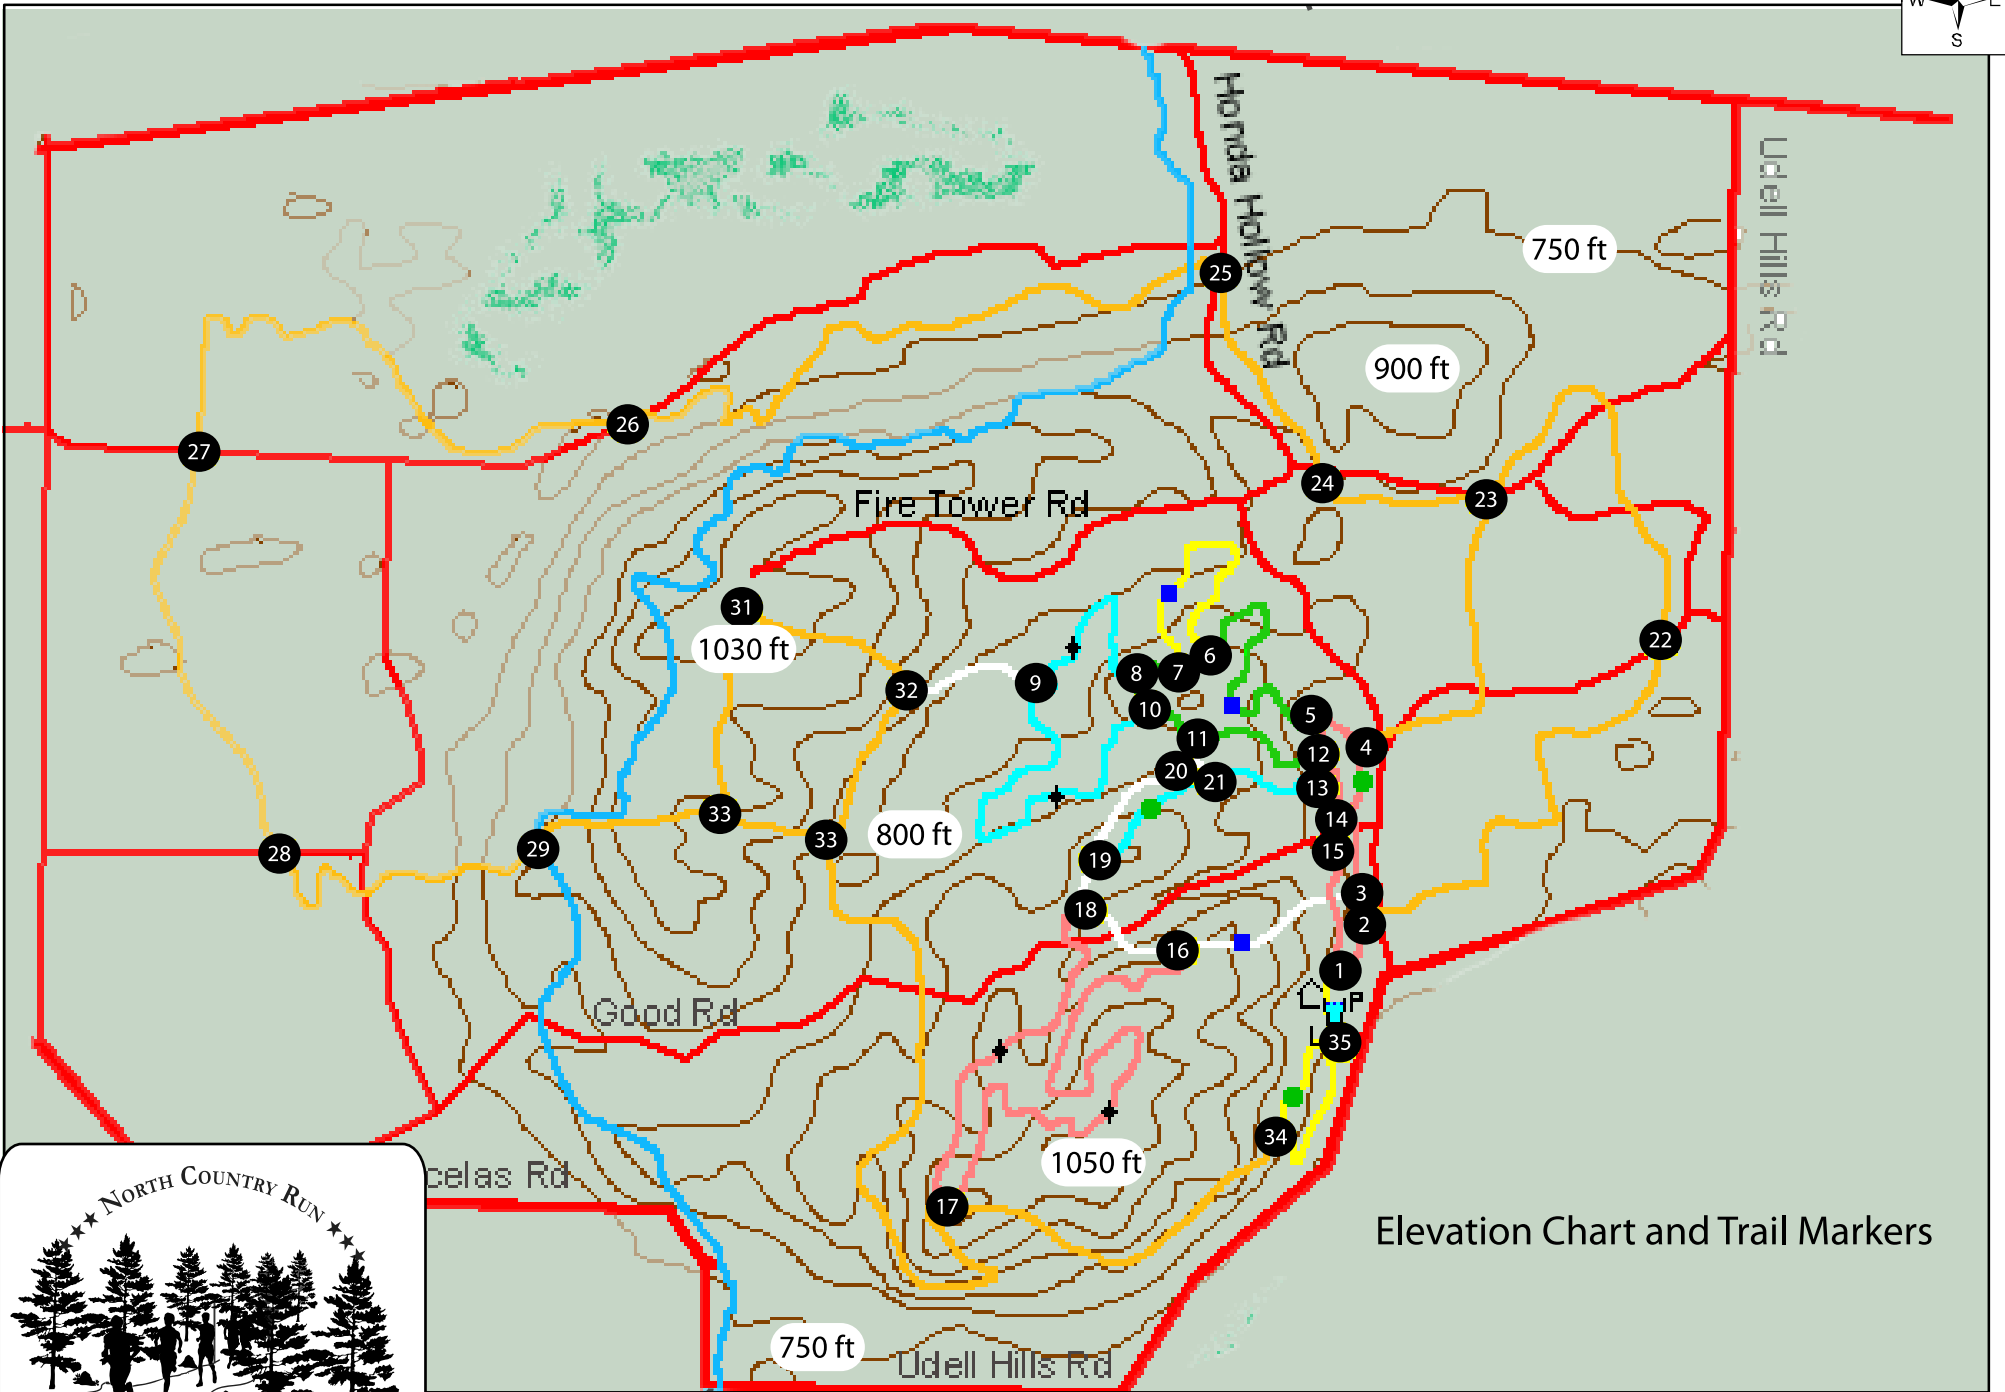 W
E
S
Honda Hollow Rd
Udell Hills Rd
750 ft
25
900 ft
26
27
24
23
Fire Tower Rd
31
1030 ft
22
6
7
8
9
32
10
5
11
4
12
20
21
13
33
14
33
800 ft
29
15
28
19
3
18
2
16
1
P
Good Rd
35
34
1050 ft
celas Rd
17
NORTH COUNTRY RUN
Elevation Chart and Trail Markers
750 ft
Udell Hills Rd